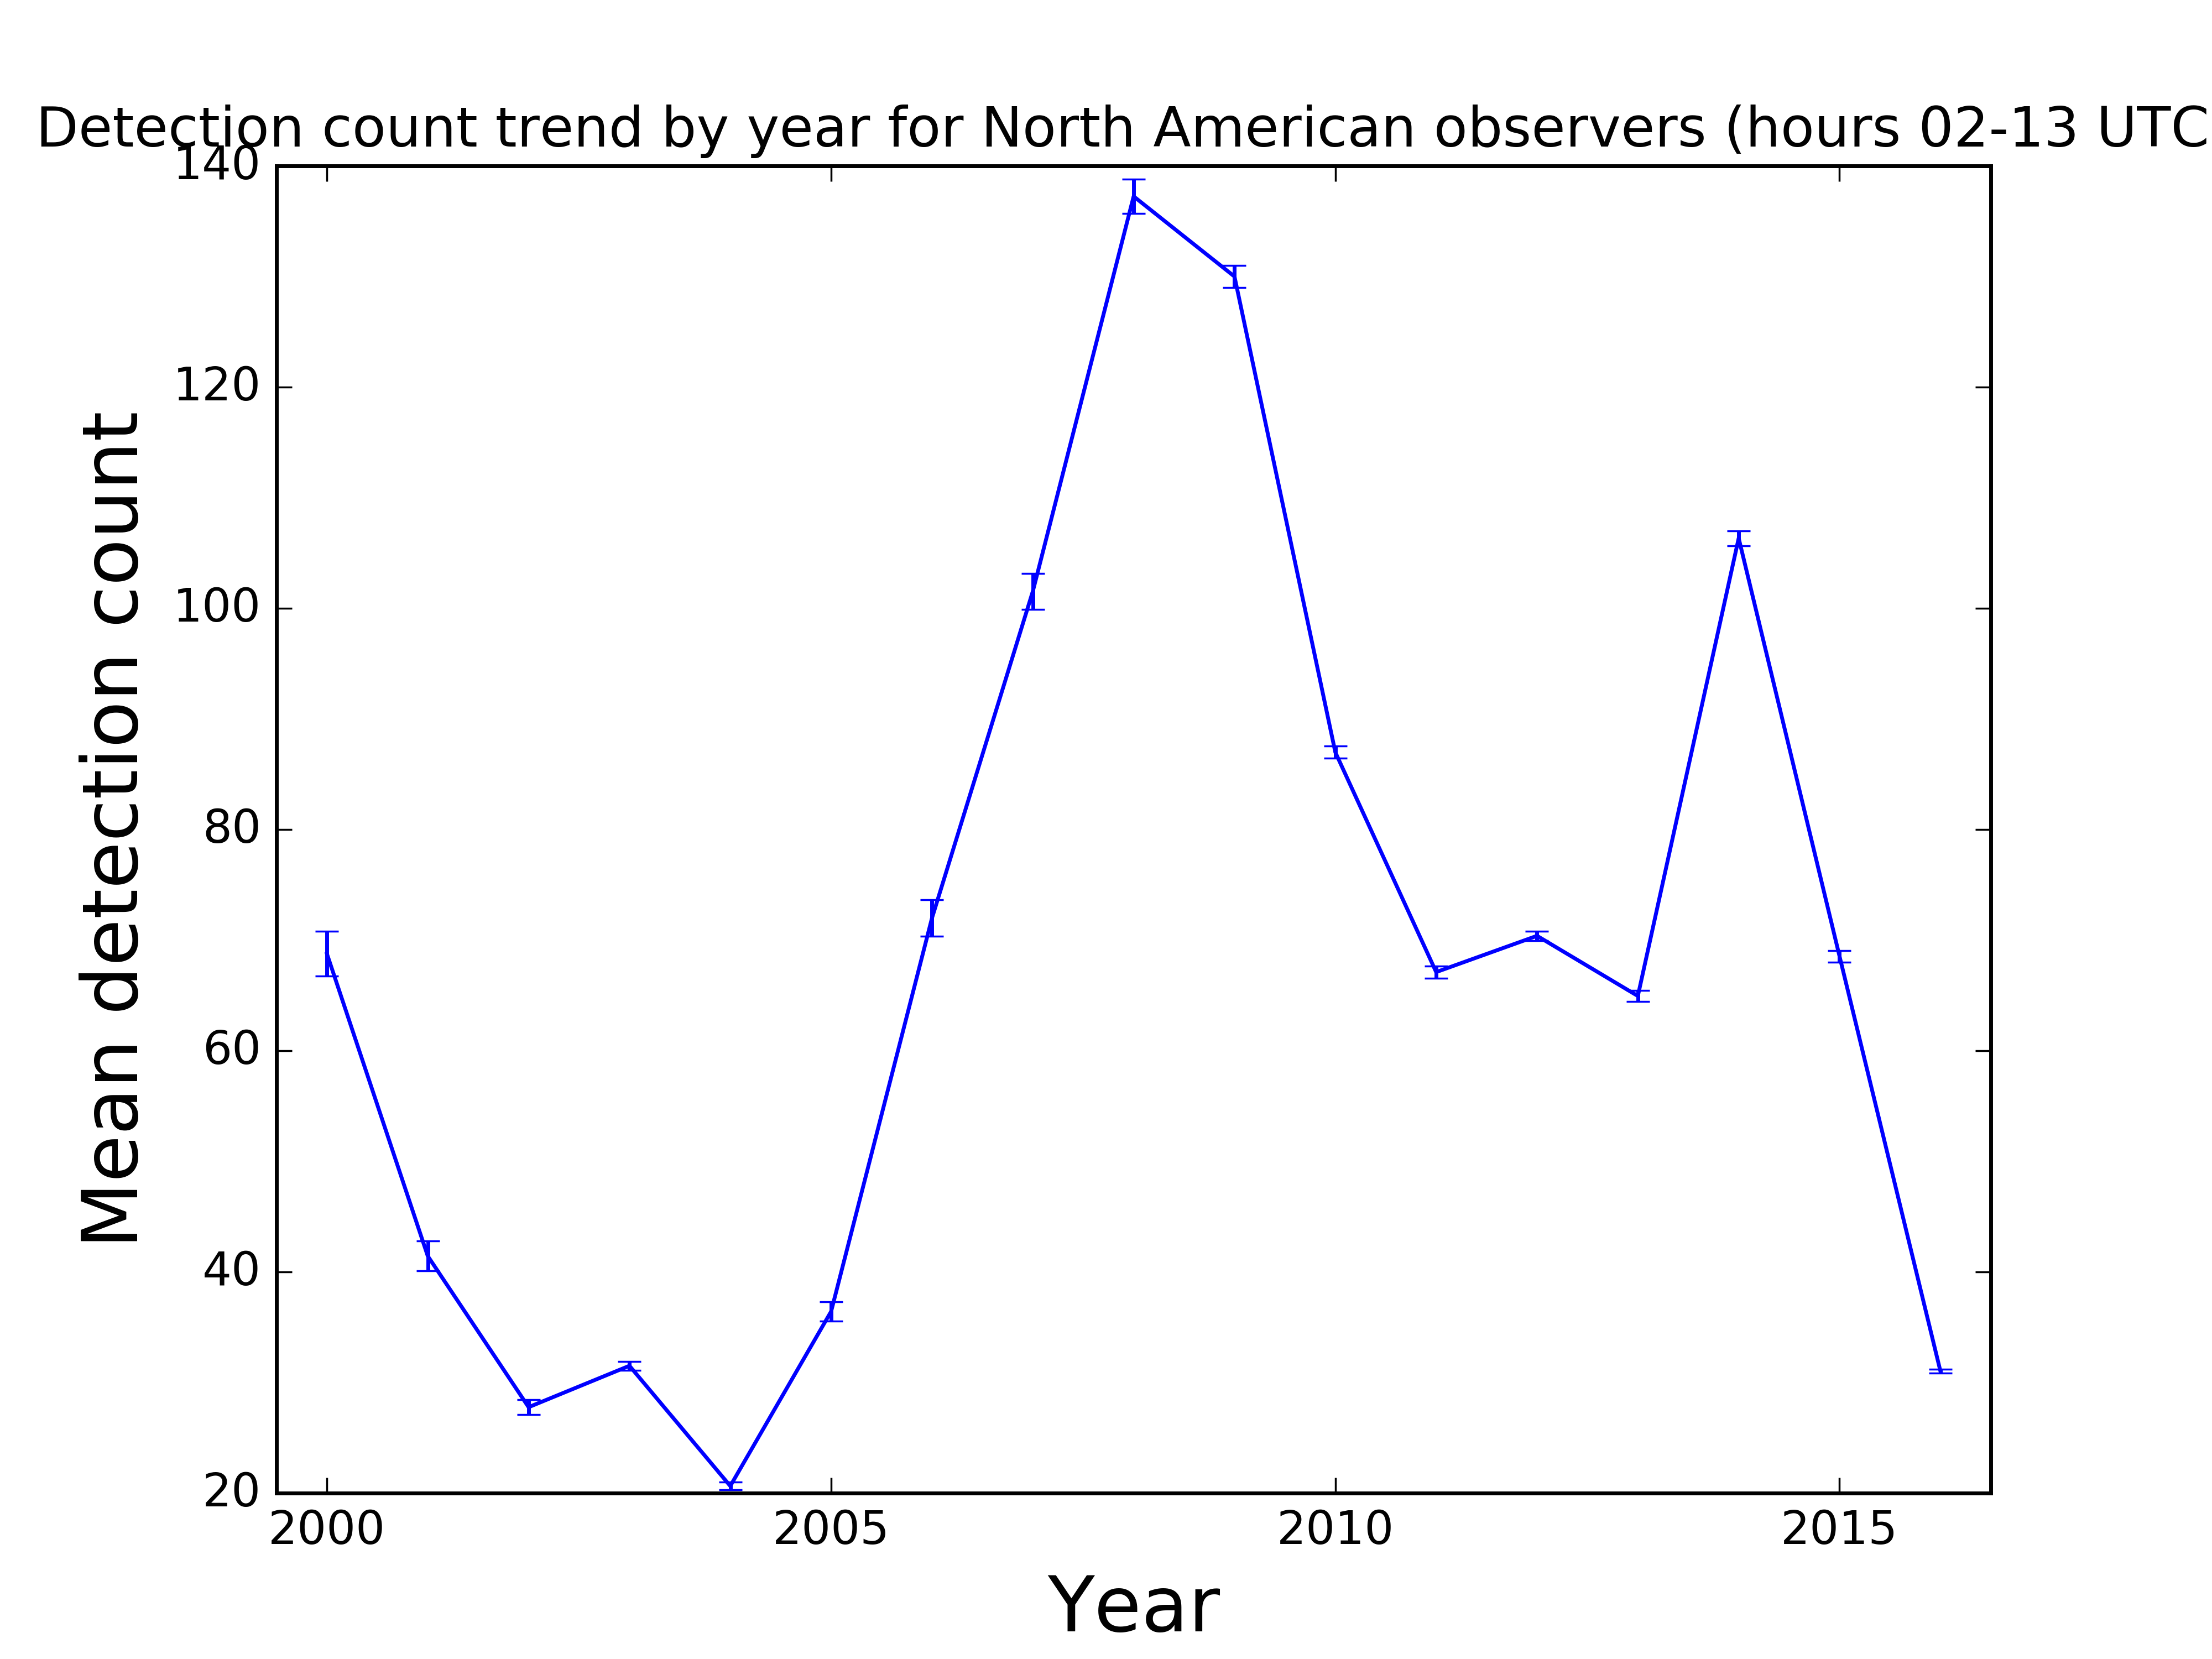 Detection count trend by year for North American observers (hours 02-13 UTC
140
120
100
80
60
40
20
Mean detection count
2000 2005 2010 2015
Year